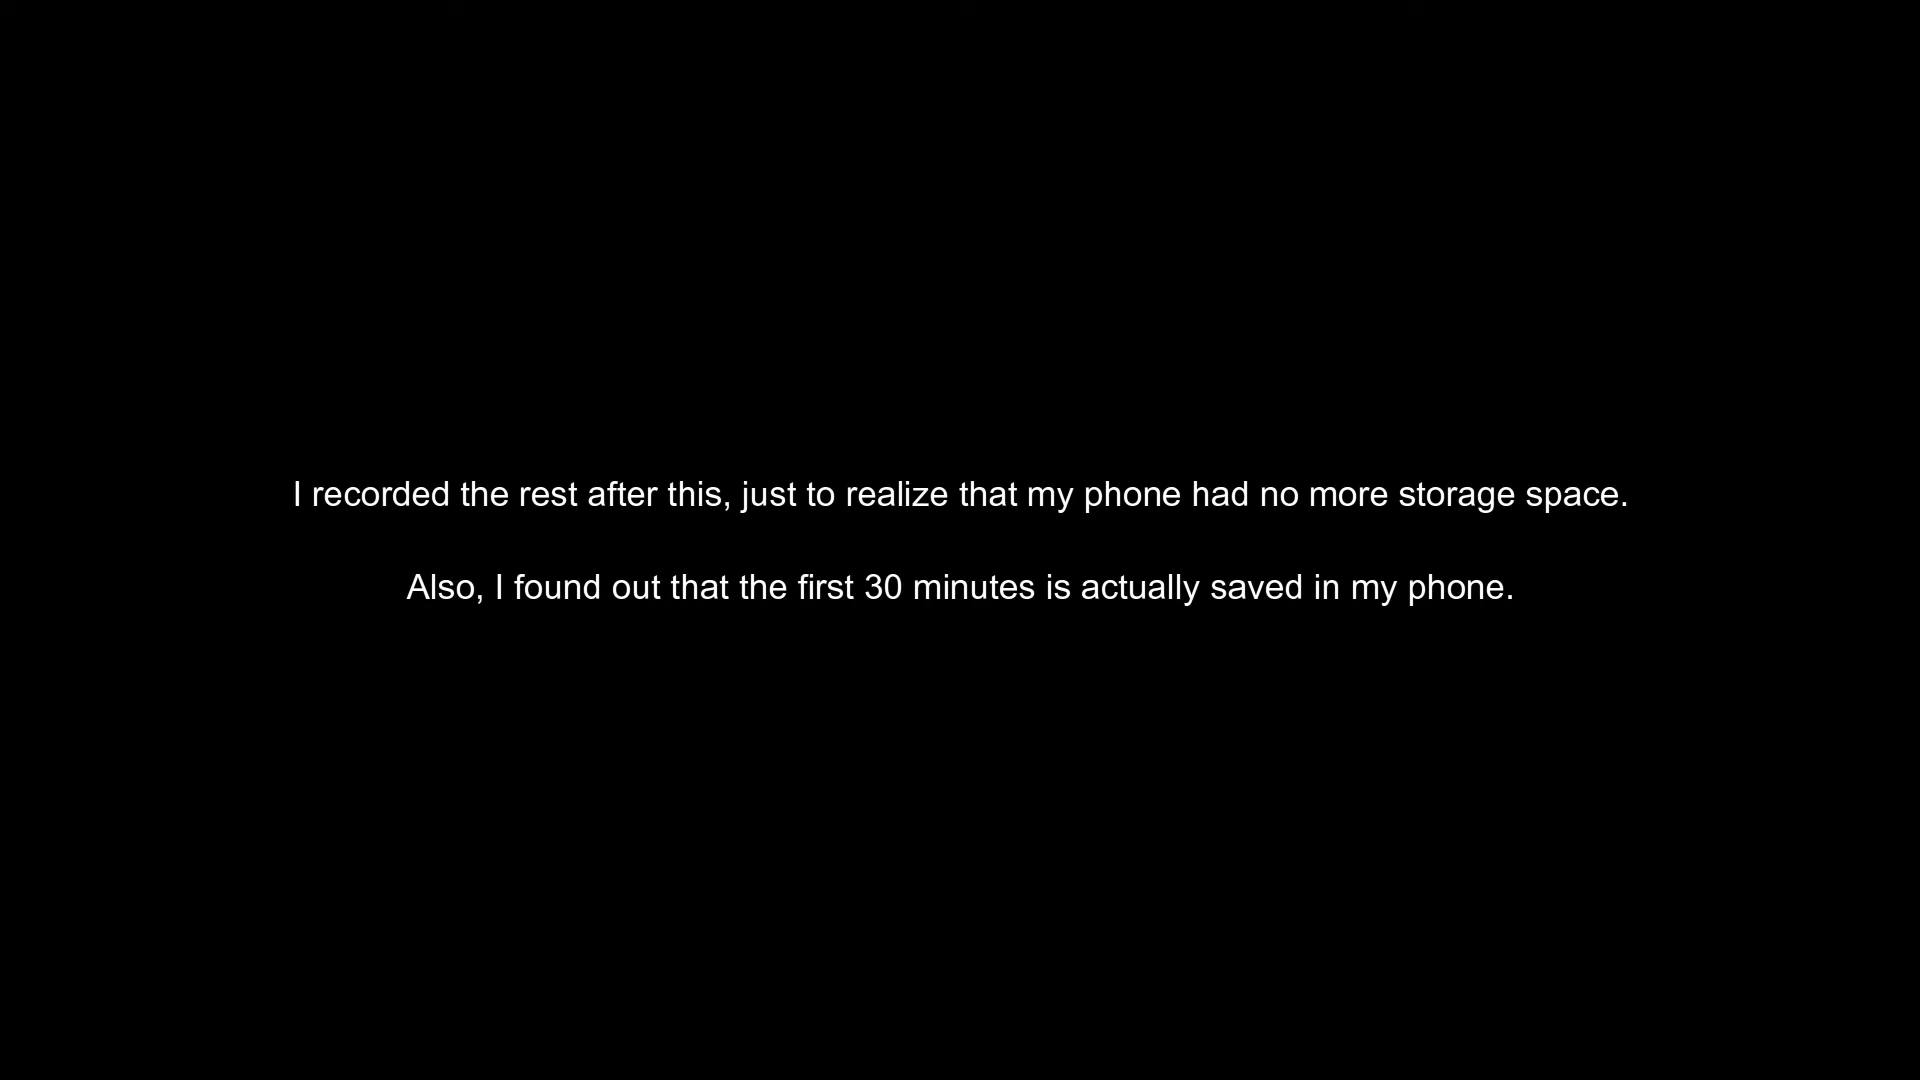 I recorded the rest after this, just to realize that my phone had no more storage space.
Also, I found out that the first 30 minutes is actually saved in my phone.